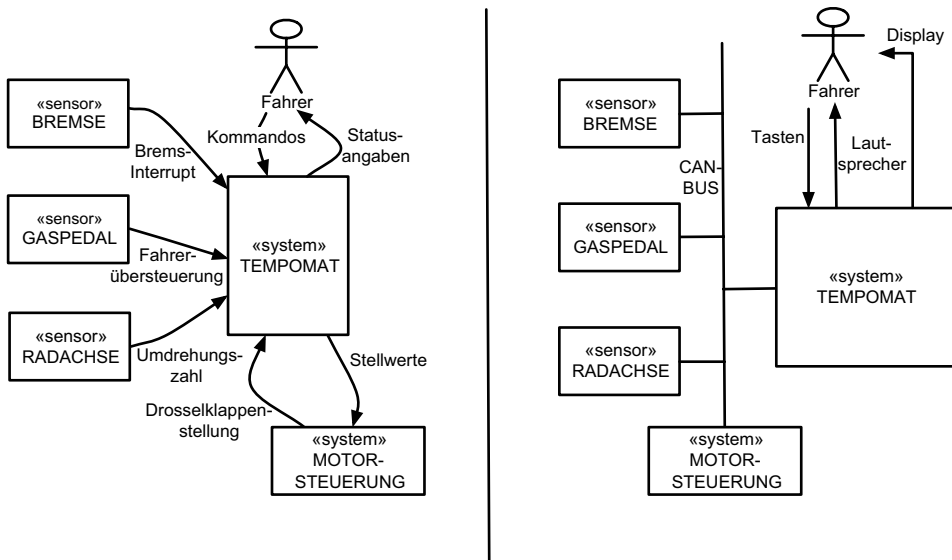 Fahrer
«sensor»
BREMSE
Brems-
Interrupt
Kommandos
Status-
angaben
«sensor»
GASPEDAL
Fahrer-
übersteuerung
«system»
TEMPOMAT
«sensor»
RADACHSE
Umdrehungs-
zahl
Stellwerte
Drosselklappen-
stellung
«system»
MOTOR-
STEUERUNG
Display
Fahrer
«sensor»
BREMSE
Tasten
Laut-
sprecher
CAN-
BUS
«sensor»
GASPEDAL
«system»
TEMPOMAT
«sensor»
RADACHSE
«system»
MOTOR-
STEUERUNG